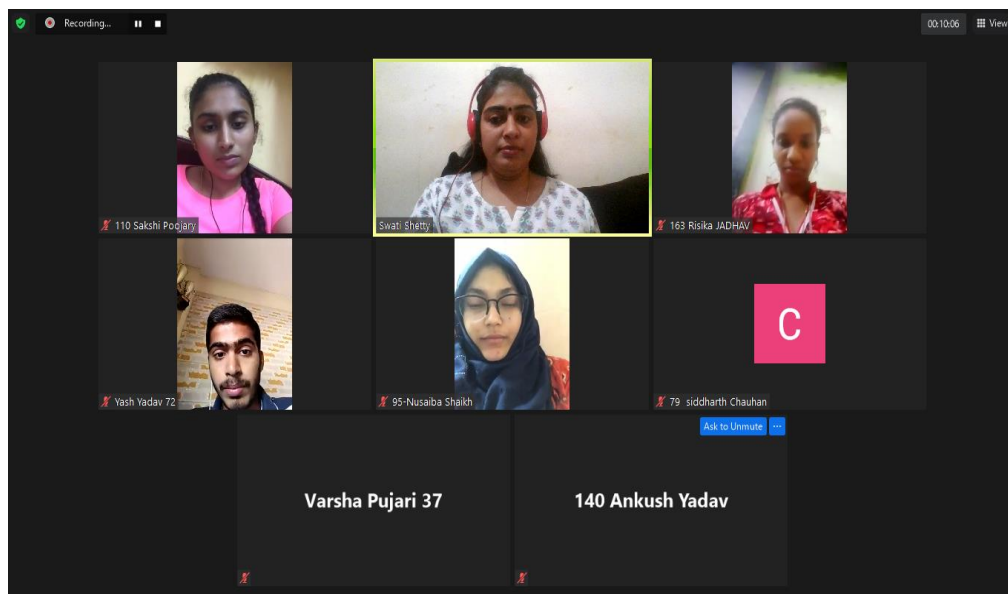 Recording...
00:10:06
View
110 Sakshi Poojary
Swati Shetty
163 Risika JADHAV
Yash Yadav 72
95-Nusaiba Shaikh
C
79 siddharth Chauhan
Ask to Unmute ...
Varsha Pujari 37
140 Ankush Yadav